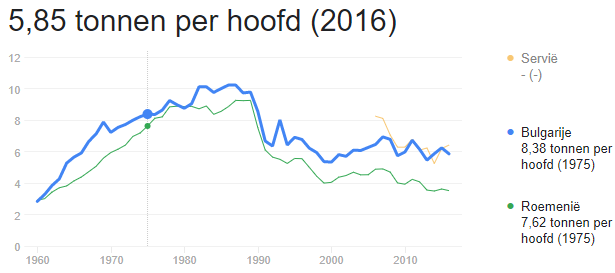 5,85 tonnen per hoofd (2016)
12
10
8
6
4
2
0
1960
1970
1980
1990
2000
2010
Servië
- (-)
Bulgarije
8,38 tonnen per
hoofd (1975)
Roemenië
7,62 tonnen per
hoofd (1975)